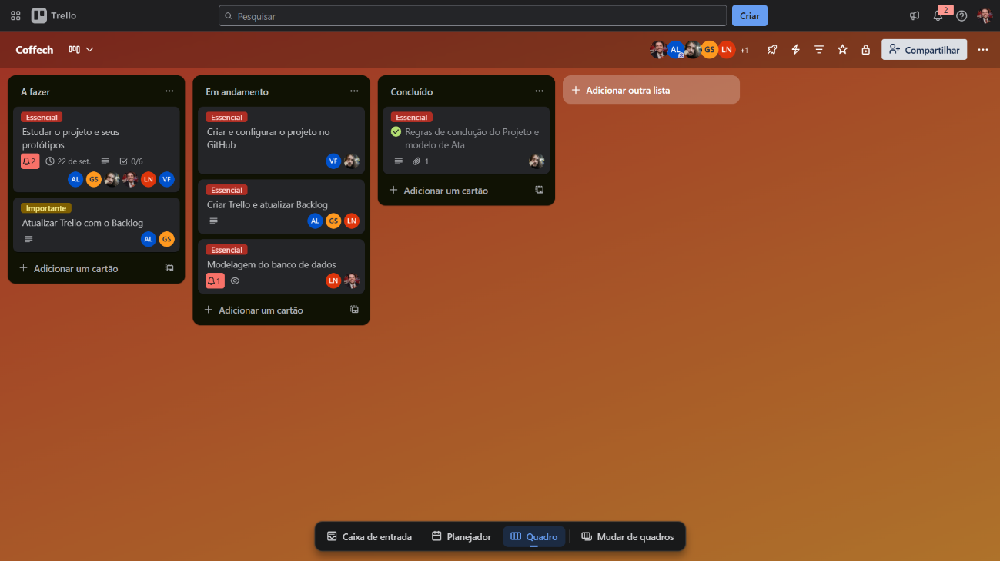 Trello
Pesquisar
Criar
2
Coffech
AL
GS
LN
+1
Compartilhar
A fazer
Essencial
Estudar o projeto e seus
protótipos
2
22 de set.
0/6
AL
GS
LN
VF
Importante
Atualizar Trello com o Backlog
AL
GS
Adicionar um cartão
Em andamento
Essencial
Criar e configurar o projeto no
GitHub
VF
Essencial
Criar Trello e atualizar Backlog
AL
GS
LN
Essencial
Modelagem do banco de dados
1
LN
Adicionar um cartão
Concluído
Essencial
Regras de condução do Projeto e
modelo de Ata
1
Adicionar um cartão
Adicionar outra lista
Caixa de entrada
Planejador
Quadro
Mudar de quadros